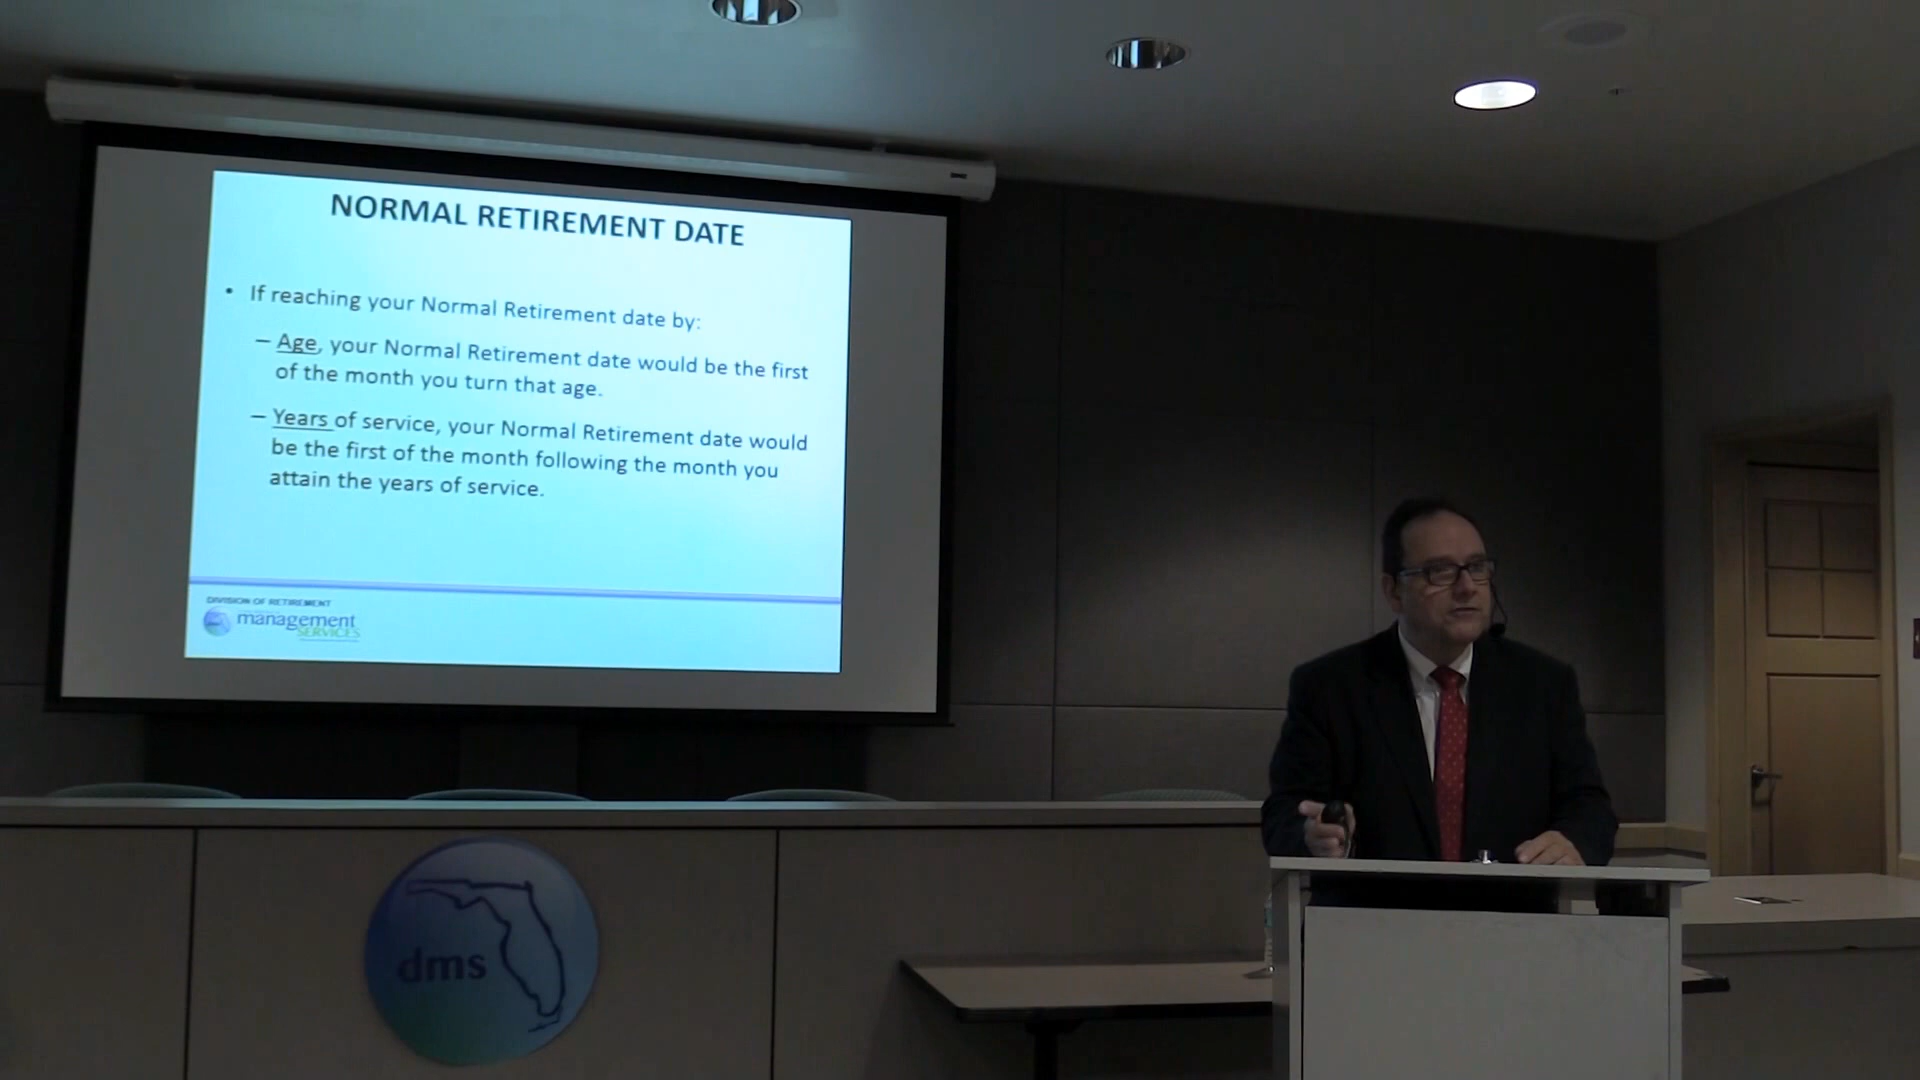 NORMAL RETIREMENT DATE
• If reaching your Normal Retirement date by:
– Age, your Normal Retirement date would be the first
of the month you turn that age.
– Years of service, your Normal Retirement date would
be the first of the month following the month you
attain the years of service.
DIVISION OF RETIREMENT
management
SERVICES
dms